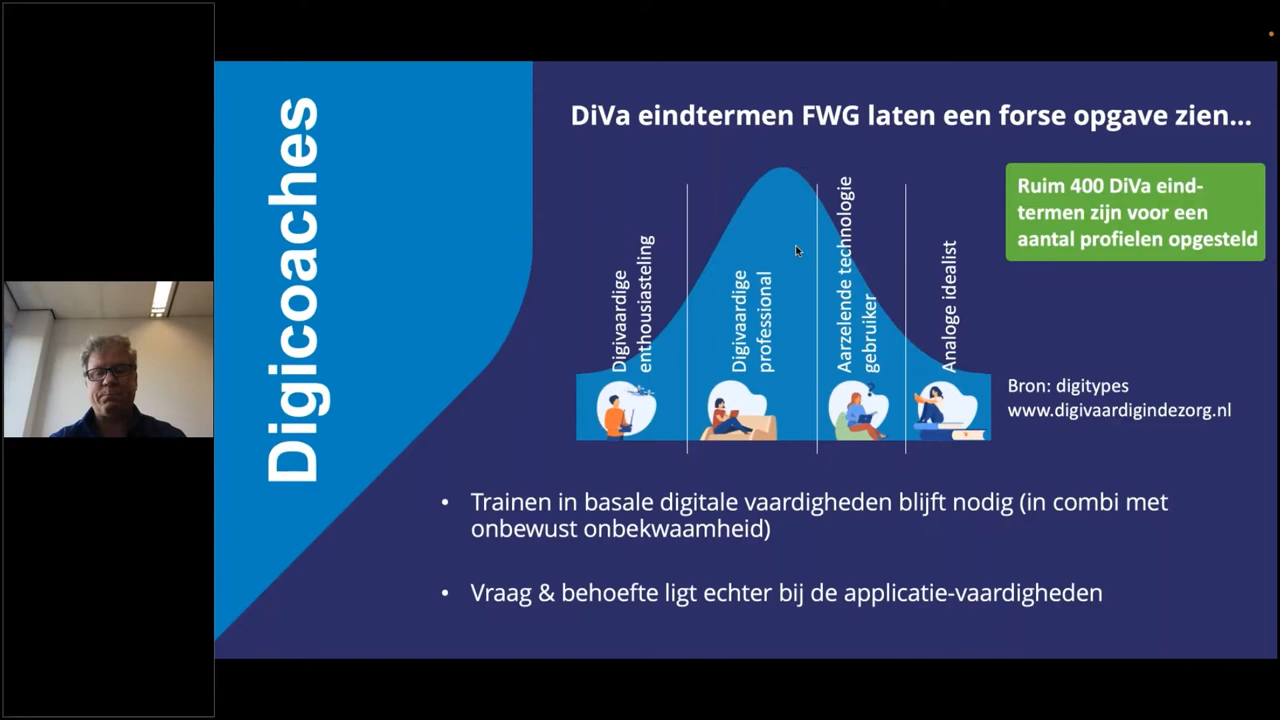 Digicoaches
DiVa eindtermen FWG laten een forse opgave zien...
Ruim 400 DiVa eind-
termen zijn voor een
aantal profielen opgesteld
Digivaardige
enthousiasteling
Digivaardige
professional
Aarzelende technologie
gebruiker
Analoge idealist
Bron: digitypes
www.digivaardigindezorg.nl
• Trainen in basale digitale vaardigheden blijft nodig (in combi met
onbewust onbekwaamheid)
• Vraag & behoefte ligt echter bij de applicatie-vaardigheden